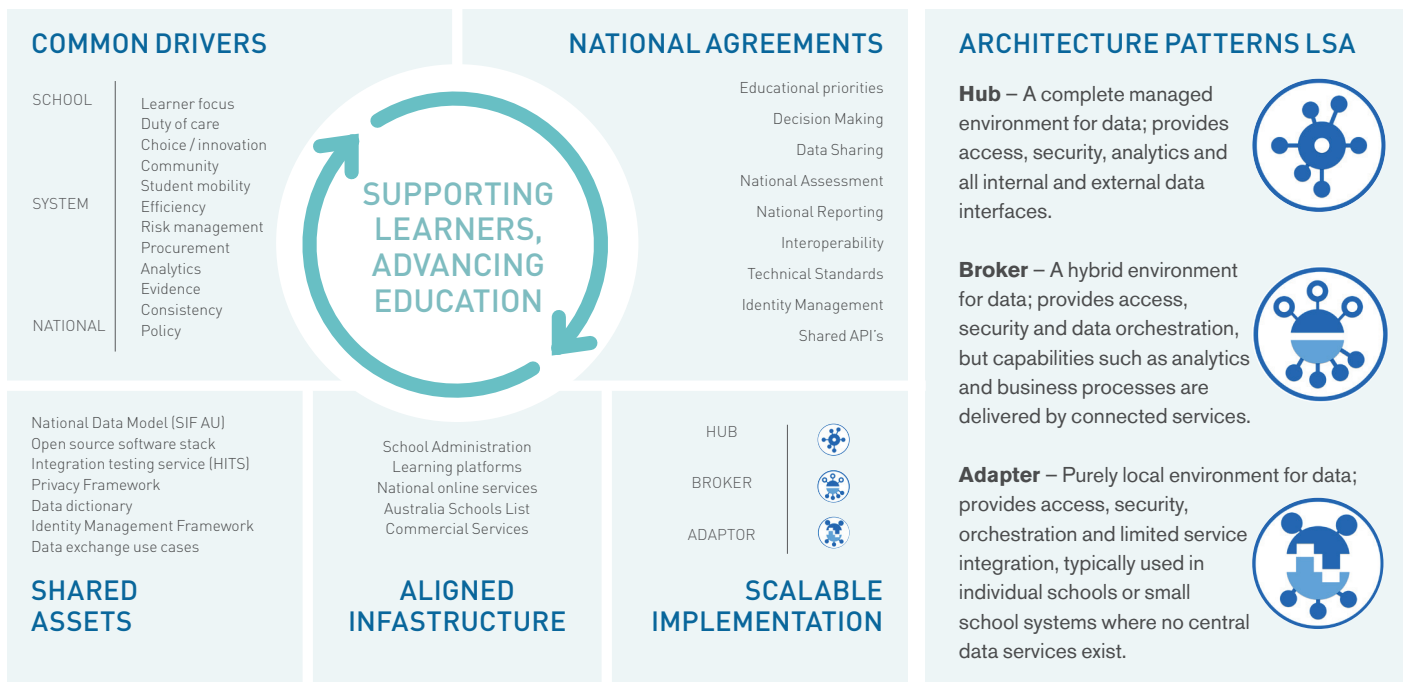 COMMON DRIVERS
SCHOOL
SYSTEM
NATIONAL
Learner focus
Duty of care
Choice / innovation
Community
Student mobility
Efficiency
Risk management
Procurement
Analytics
Evidence
Consistency
Policy
SUPPORTING
LEARNERS,
ADVANCING
EDUCATION
NATIONAL AGREEMENTS
Educational priorities
Decision Making
Data Sharing
National Assessment
National Reporting
Interoperability
Technical Standards
Identity Management
Shared API's
National Data Model (SIF AU)
Open source software stack
Integration testing service (HITS)
Privacy Framework
Data dictionary
Identity Management Framework
Data exchange use cases
SHARED
ASSETS
School Administration
Learning platforms
National online services
Australia Schools List
Commercial Services
ALIGNED
INFASTRUCTURE
HUB
BROKER
ADAPTOR
SCALABLE
IMPLEMENTATION
ARCHITECTURE PATTERNS LSA
Hub – A complete managed
environment for data; provides
access, security, analytics and
all internal and external data
interfaces.
Broker – A hybrid environment
for data; provides access,
security and data orchestration,
but capabilities such as analytics
and business processes are
delivered by connected services.
Adapter – Purely local environment for data;
provides access, security,
orchestration and limited service
integration, typically used in
individual schools or small
school systems where no central
data services exist.